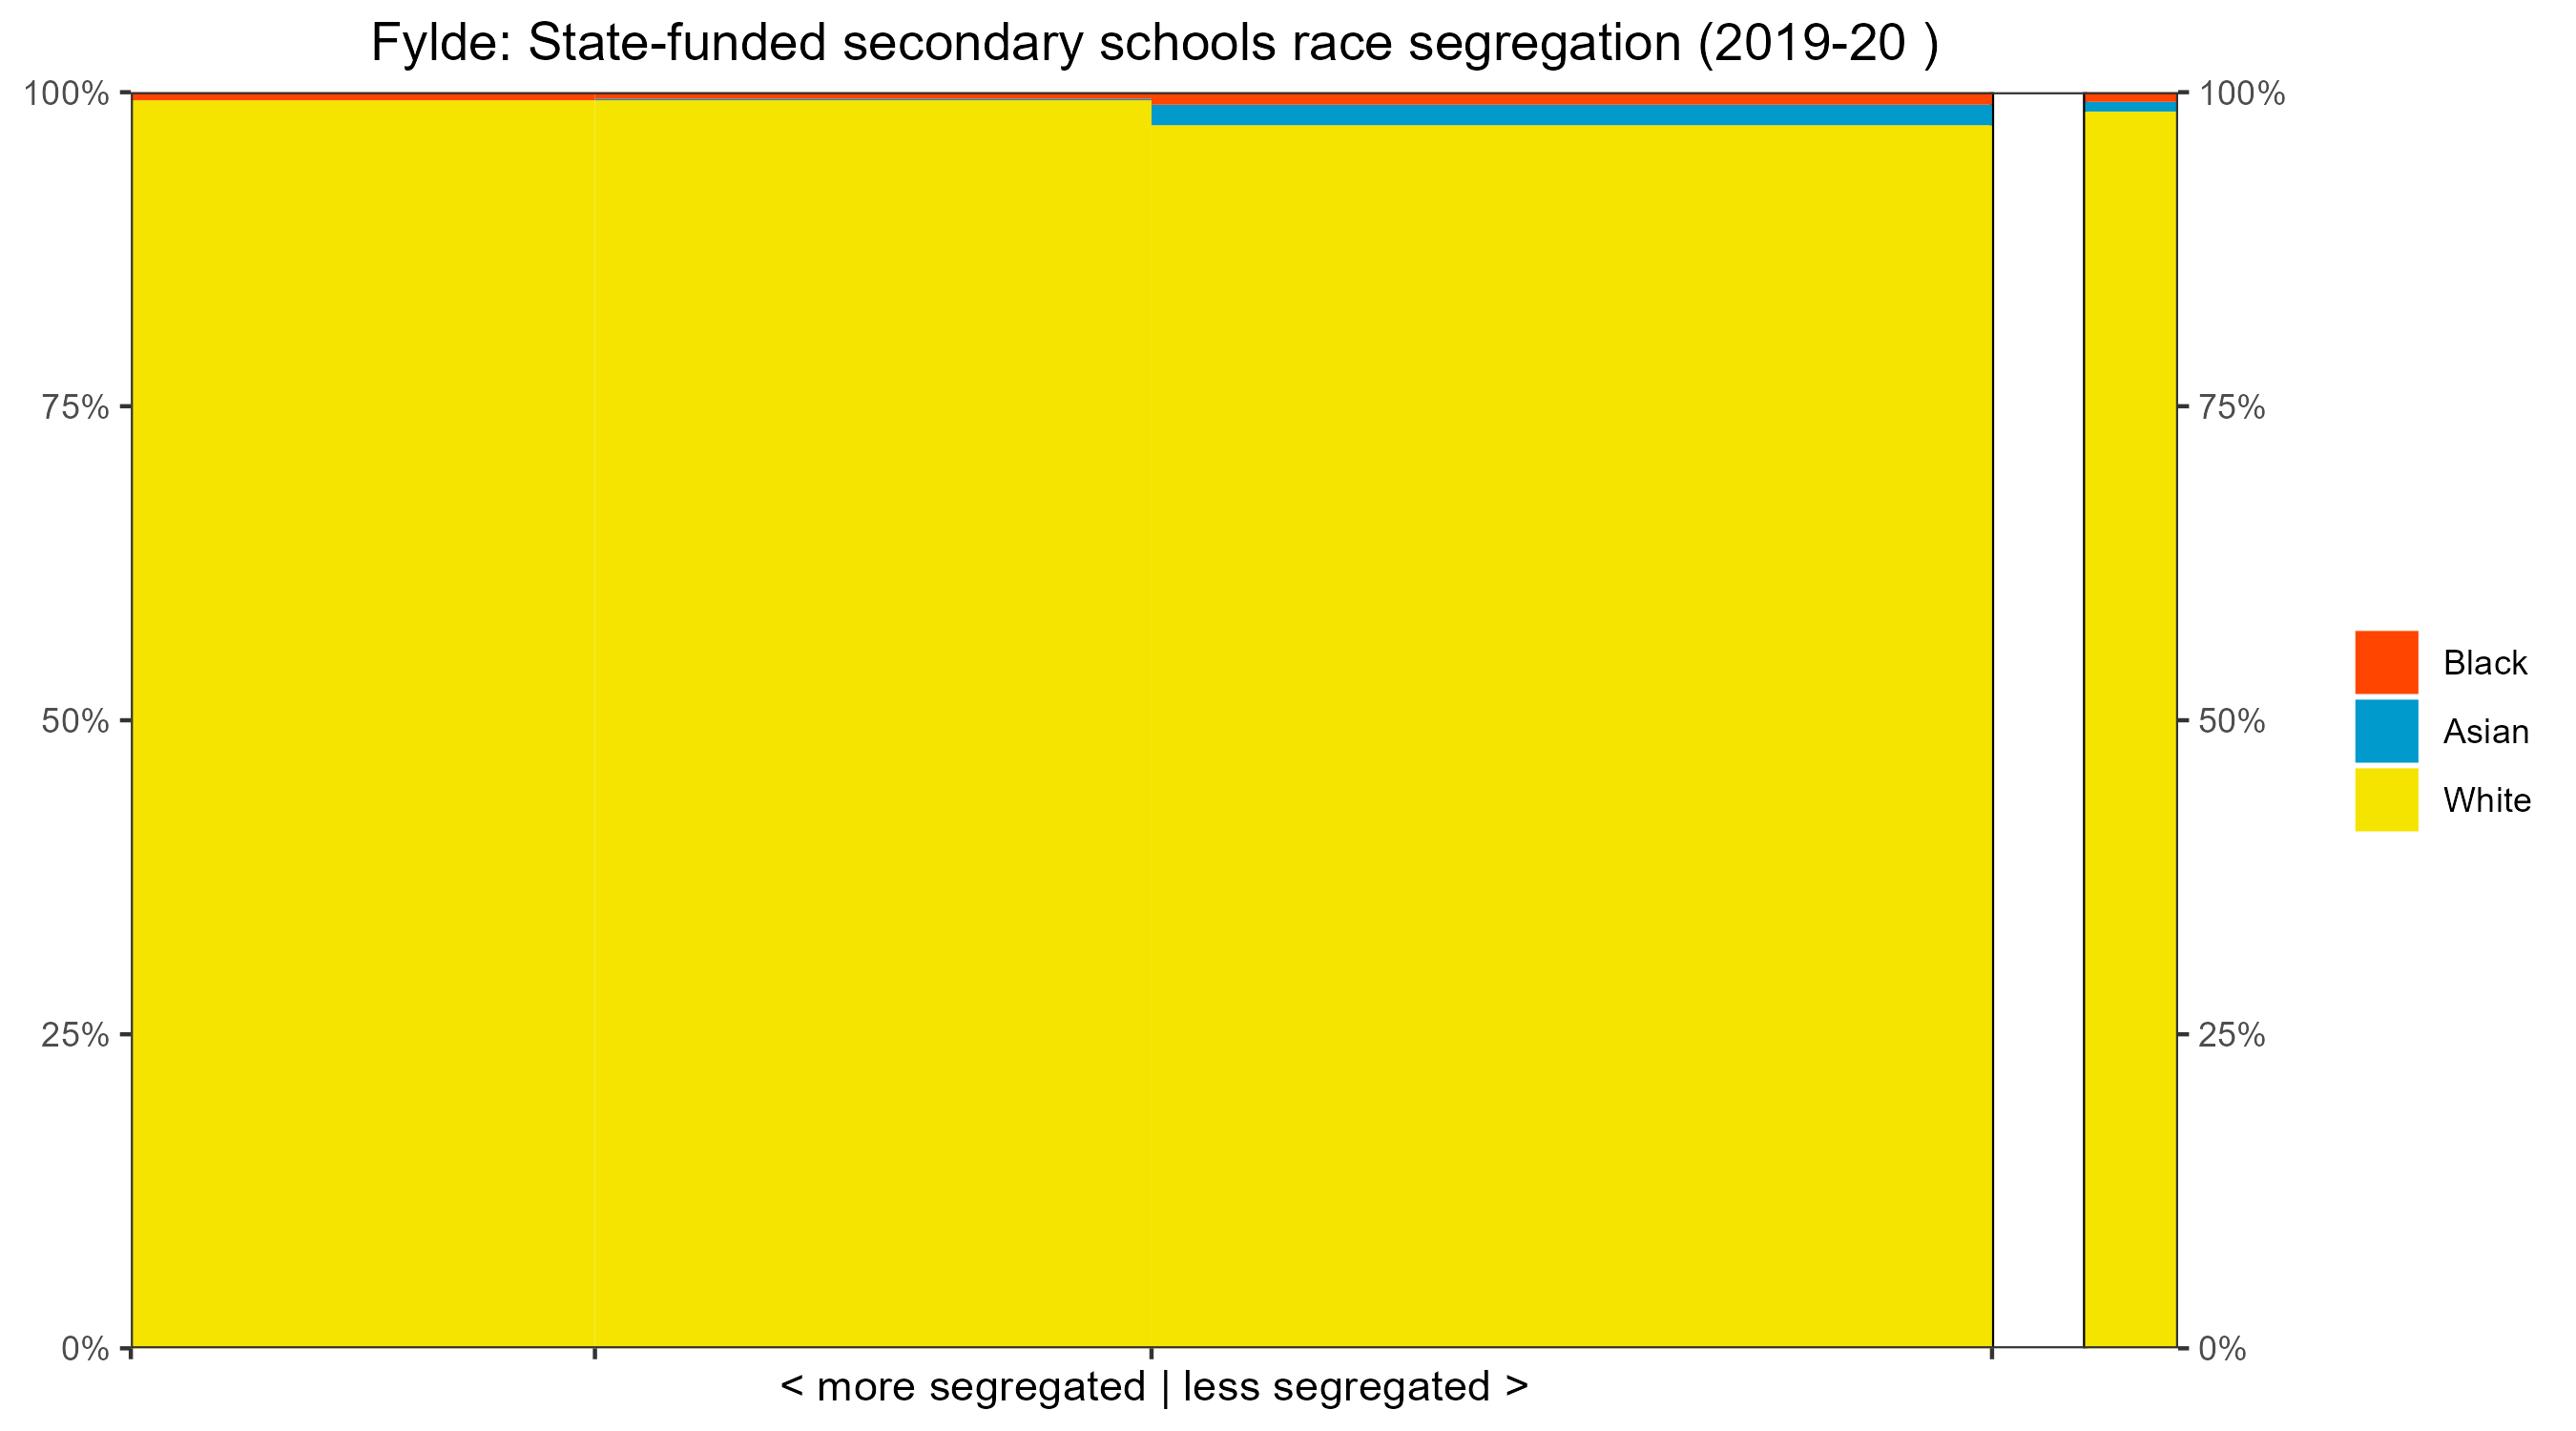 Fylde: State-funded secondary schools race segregation (2019-20 )
100%
75%
50%
25%
0%
100%
75%
50%
25%
0%
Black
Asian
White
< more segregated | less segregated >